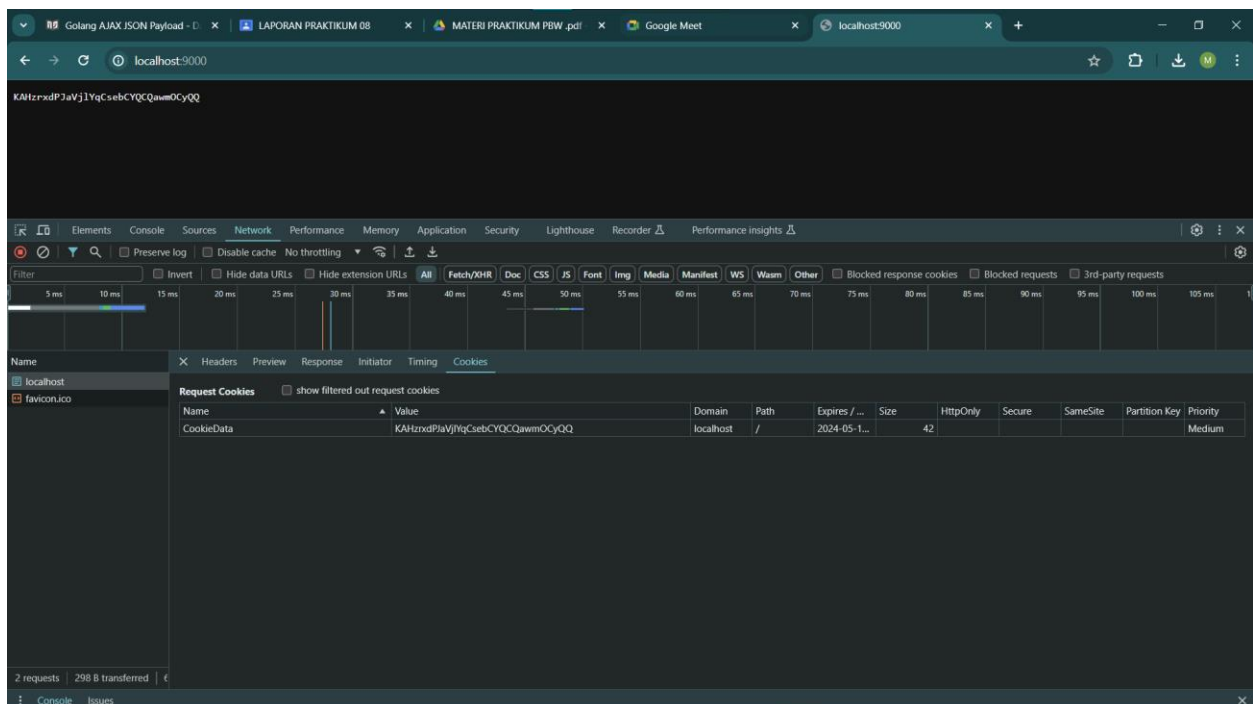 Golang AJAX JSON Payload - D
LAPORAN PRAKTIKUM 08
MATERI PRAKTIKUM PBW .pdf
Google Meet
localhost:9000
localhost:9000
M
KAHzrxdPJaVjlYqCsebCYQCQawmOCyQQ
Elements Console Sources Network Performance Memory Application Security Lighthouse Recorder Performance insights
Preserve log Disable cache No throttling
Filter Invert Hide data URLs Hide extension URLs All Fetch/XHR Doc CSS JS Font Img Media Manifest WS Wasm Other Blocked response cookies Blocked requests 3rd-party requests
5 ms 10 ms 15 ms 20 ms 25 ms 30 ms 35 ms 40 ms 45 ms 50 ms 55 ms 60 ms 65 ms 70 ms 75 ms 80 ms 85 ms 90 ms 95 ms 100 ms 105 ms
Name Headers Preview Response Initiator Timing Cookies
localhost
favicon.ico
Request Cookies show filtered out request cookies
Name Value Domain Path Expires / ... Size HttpOnly Secure SameSite Partition Key Priority
CookieData KAHzrxdPJaVjlYqCsebCYQCQawmOCyQQ localhost / 2024-05-1... 42 Medium
2 requests 298 B transferred
Console Issues